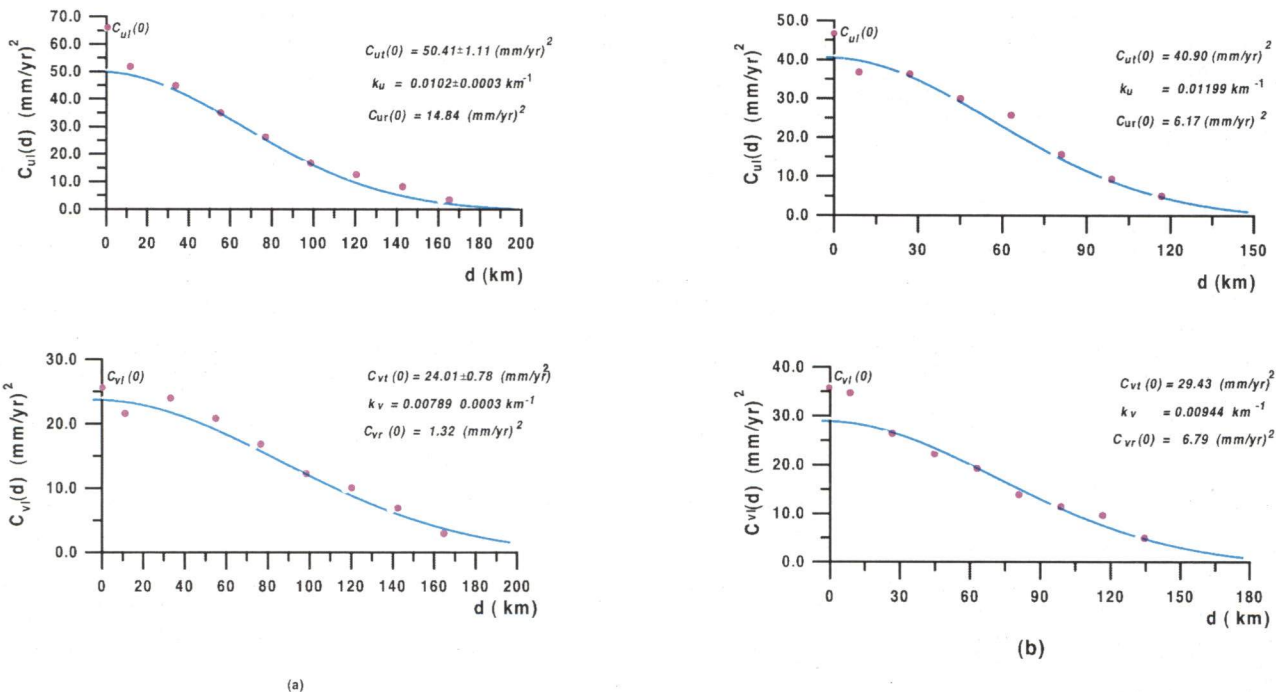 70.0
60.0
50.0
40.0
30.0
20.0
10.0
0.0
C_ul(d) (mm/yr)^2
C_ul(0)
C_ut(0) = 50.41±1.11 (mm/yr)^2
k_u = 0.0102±0.0003 km^-1
C_ur(0) = 14.84 (mm/yr)^2
0 20 40 60 80 100 120 140 160 180 200
d (km)
50.0
40.0
30.0
20.0
10.0
0.0
C_ul(d) (mm/yr)^2
C_ul(0)
C_ut(0) = 40.90 (mm/yr)^2
k_u = 0.01199 km^-1
C_ur(0) = 6.17 (mm/yr)^2
0 30 60 90 120 150
d (km)
30.0
20.0
10.0
0.0
C_vl(d) (mm/yr)^2
C_vl(0)
C_vt (0) = 24.01±0.78 (mm/yr)^2
k_v = 0.00789 0.0003 km^-1
C_vr (0) = 1.32 (mm/yr)^2
0 20 40 60 80 100 120 140 160 180 200
d ( km)
(a)
40.0
30.0
20.0
10.0
0.0
C^vl(d) (mm/yr)^2
C_vl(0)
C_vt (0) = 29.43 (mm/yr)^2
k_v = 0.00944 km^-1
C_vr(0) = 6.79 (mm/yr)^2
0 30 60 90 120 150 180
d ( km)
(b)